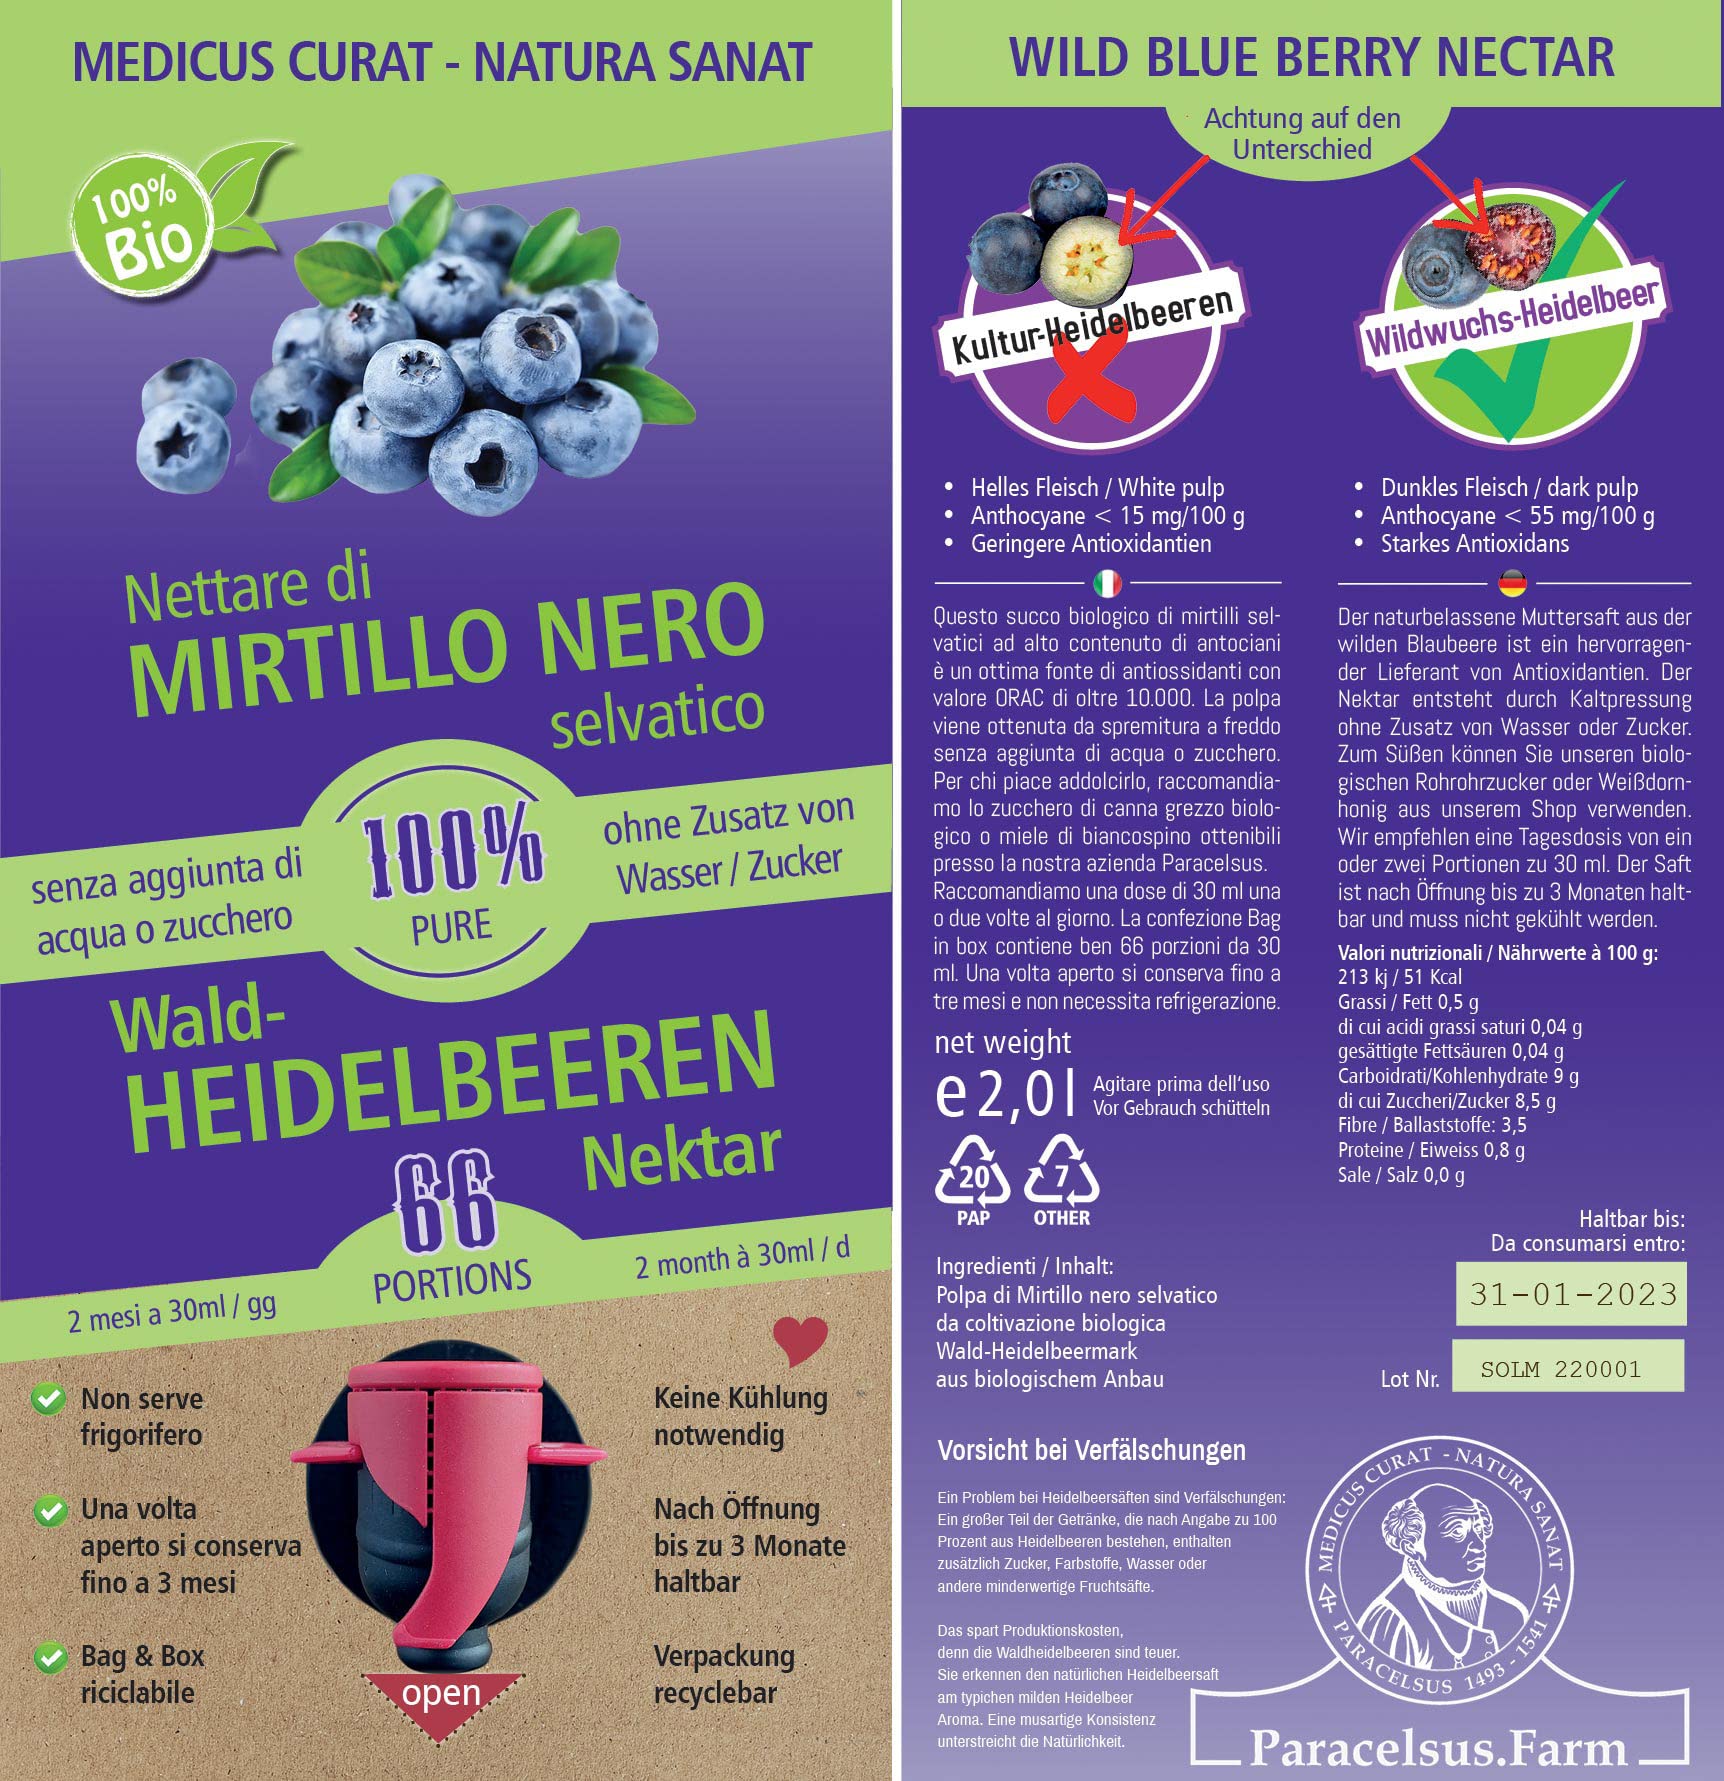 MEDICUS CURAT - NATURA SANAT
100%
Bio
Nettare di
MIRTILLO NERO
selvatico
senza aggiunta di
acqua o zucchero
100%
PURE
ohne Zusatz von
Wasser / Zucker
Wald-
HEIDELBEEREN
Nektar
66
PORTIONS
2 mesi a 30ml / gg
2 month à 30ml / d
Non serve
frigorifero
Una volta
aperto si conserva
fino a 3 mesi
Bag & Box
riciclabile
open
Keine Kühlung
notwendig
Nach Öffnung
bis zu 3 Monate
haltbar
Verpackung
recyclebar
WILD BLUE BERRY NECTAR
Achtung auf den
Unterschied
Kultur-Heidelbeeren
Wildwuchs-Heidelbeer
• Helles Fleisch / White pulp
• Anthocyane < 15 mg/100 g
• Geringere Antioxidantien
• Dunkles Fleisch / dark pulp
• Anthocyane < 55 mg/100 g
• Starkes Antioxidans
Questo succo biologico di mirtilli sel-
vatici ad alto contenuto di antociani
è un ottima fonte di antiossidanti con
valore ORAC di oltre 10.000. La polpa
viene ottenuta da spremitura a freddo
senza aggiunta di acqua o zucchero.
Per chi piace addolcirlo, raccomandia-
mo lo zucchero di canna grezzo biolo-
gico o miele di biancospino ottenibili
presso la nostra azienda Paracelsus.
Raccomandiamo una dose di 30 ml una
o due volte al giorno. La confezione Bag
in box contiene ben 66 porzioni da 30
ml. Una volta aperto si conserva fino a
tre mesi e non necessita refrigerazione.
net weight
e 2,0 l
Agitare prima dell'uso
Vor Gebrauch schütteln
20
PAP
7
OTHER
Ingredienti / Inhalt:
Polpa di Mirtillo nero selvatico
da coltivazione biologica
Wald-Heidelbeermark
aus biologischem Anbau
Der naturbelassene Muttersaft aus der
wilden Blaubeere ist ein hervorragen-
der Lieferant von Antioxidantien. Der
Nektar entsteht durch Kaltpressung
ohne Zusatz von Wasser oder Zucker.
Zum Süßen können Sie unseren biolo-
gischen Rohrohrzucker oder Weißdorn-
honig aus unserem Shop verwenden.
Wir empfehlen eine Tagesdosis von ein
oder zwei Portionen zu 30 ml. Der Saft
ist nach Öffnung bis zu 3 Monaten halt-
bar und muss nicht gekühlt werden.
Valori nutrizionali / Nährwerte à 100 g:
213 kj / 51 Kcal
Grassi / Fett 0,5 g
di cui acidi grassi saturi 0,04 g
gesättigte Fettsäuren 0,04 g
Carboidrati/Kohlenhydrate 9 g
di cui Zuccheri/Zucker 8,5 g
Fibre / Ballaststoffe: 3,5
Proteine / Eiweiss 0,8 g
Sale / Salz 0,0 g
Haltbar bis:
Da consumarsi entro:
31-01-2023
Lot Nr.
SOLM 220001
Vorsicht bei Verfälschungen
Ein Problem bei Heidelbeersäften sind Verfälschungen:
Ein großer Teil der Getränke, die nach Angabe zu 100
Prozent aus Heidelbeeren bestehen, enthalten
zusätzlich Zucker, Farbstoffe, Wasser oder
andere minderwertige Fruchtsäfte.
Das spart Produktionskosten,
denn die Waldheidelbeeren sind teuer.
Sie erkennen den natürlichen Heidelbeersaft
am typichen milden Heidelbeer
Aroma. Eine musartige Konsistenz
unterstreicht die Natürlichkeit.
MEDICUS CURAT - NATURA SANAT
PARACELSUS 1493 - 1541
Paracelsus.Farm